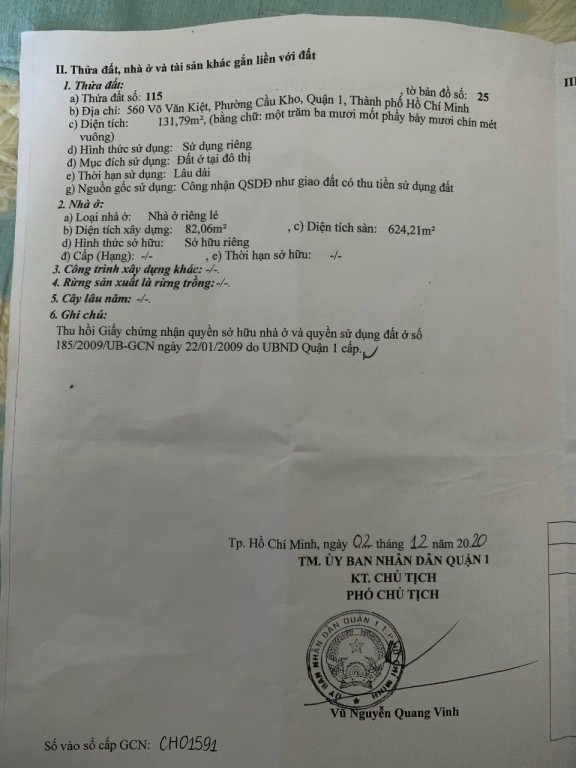 II. Thửa đất, nhà ở và tài sản khác gắn liền với đất
1. Thửa đất:
a) Thửa đất số: 115 , tờ bản đồ số: 25
b) Địa chỉ: 560 Võ Văn Kiệt, Phường Cầu Kho, Quận 1, Thành phố Hồ Chí Minh
c) Diện tích: 131,79m², (bằng chữ: một trăm ba mươi mốt phẩy bảy mươi chín mét
vuông)
d) Hình thức sử dụng: Sử dụng riêng
đ) Mục đích sử dụng: Đất ở tại đô thị
e) Thời hạn sử dụng: Lâu dài
g) Nguồn gốc sử dụng: Công nhận QSDĐ như giao đất có thu tiền sử dụng đất
2. Nhà ở:
a) Loại nhà ở: Nhà ở riêng lẻ
b) Diện tích xây dựng: 82,06m² , c) Diện tích sàn: 624,21m²
d) Hình thức sở hữu: Sở hữu riêng
đ) Cấp (Hạng): -/- , e) Thời hạn sở hữu: -/-
3. Công trình xây dựng khác: -/-.
4. Rừng sản xuất là rừng trồng: -/-.
5. Cây lâu năm: -/-.
6. Ghi chú:
Thu hồi Giấy chứng nhận quyền sở hữu nhà ở và quyền sử dụng đất ở số
185/2009/UB-GCN ngày 22/01/2009 do UBND Quận 1 cấp.
Tp. Hồ Chí Minh, ngày 02 tháng 12 năm 2020
TM. ỦY BAN NHÂN DÂN QUẬN 1
KT. CHỦ TỊCH
PHÓ CHỦ TỊCH
ỦY BAN NHÂN DÂN QUẬN 1 T.P HỒ CHÍ MINH
Vũ Nguyễn Quang Vinh
Số vào sổ cấp GCN: CH01591
III